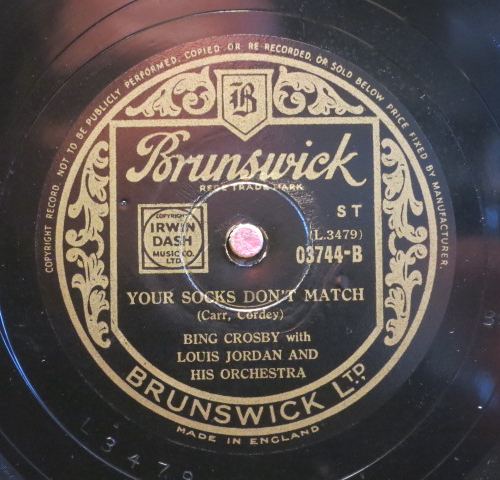 COPYRIGHT RECORD. NOT TO BE PUBLICLY PERFORMED, COPIED OR RE RECORDED, OR SOLD BELOW PRICE FIXED BY MANUFACTURER.
B
Brunswick
REGD TRADE MARK
ST
COPYRIGHT
IRWIN
DASH
MUSIC CO.
LTD.
(L.3479)
03744-B
YOUR SOCKS DON'T MATCH
(Carr, Cordey)
BING CROSBY with
LOUIS JORDAN AND
HIS ORCHESTRA
BRUNSWICK LTD.
MADE IN ENGLAND
L3479
8